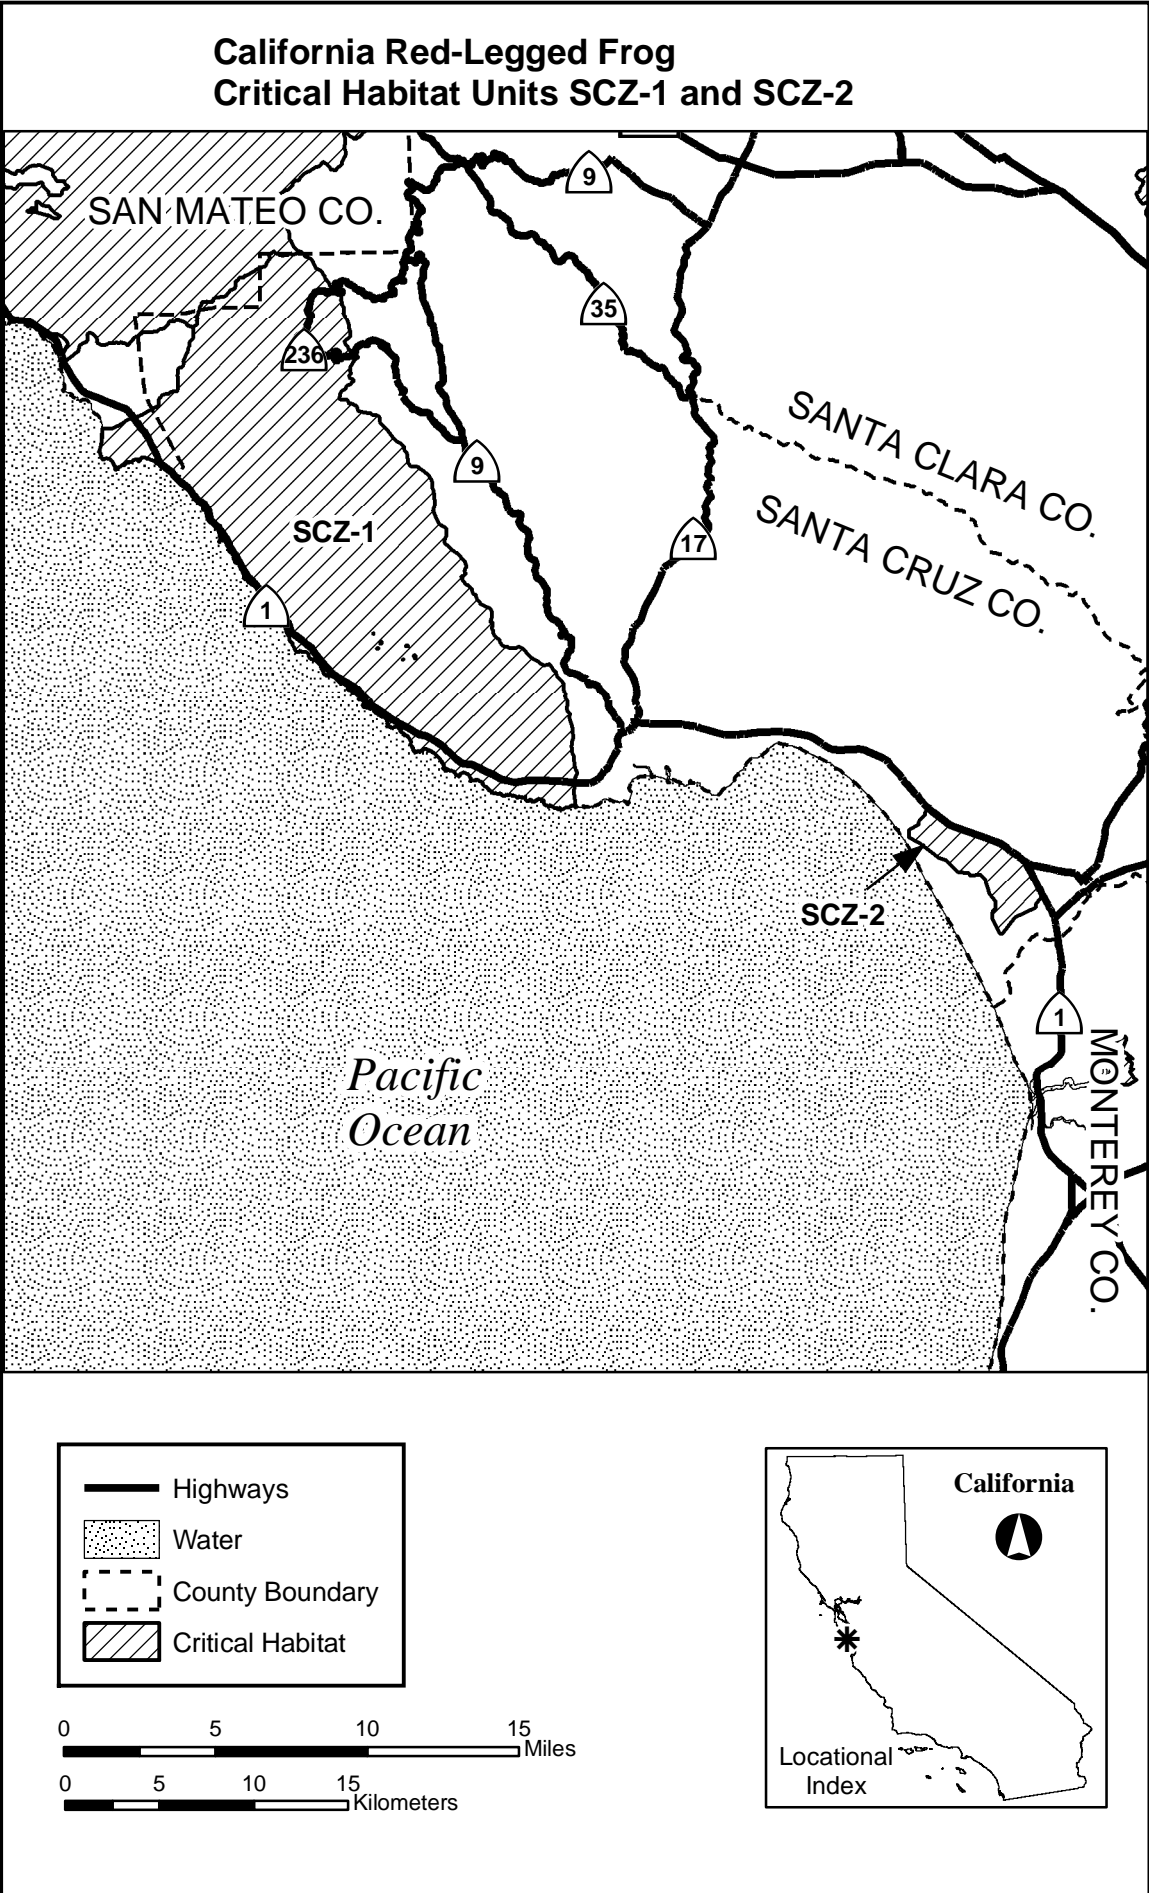 California Red-Legged Frog
Critical Habitat Units SCZ-1 and SCZ-2
9
SAN MATEO CO.
35
236
SANTA CLARA CO.
9
SANTA CRUZ CO.
SCZ-1
17
1
SCZ-2
1
MONTEREY CO.
Pacific
Ocean
Highways
Water
County Boundary
Critical Habitat
0 5 10 15
Miles
0 5 10 15
Kilometers
California
Locational
Index